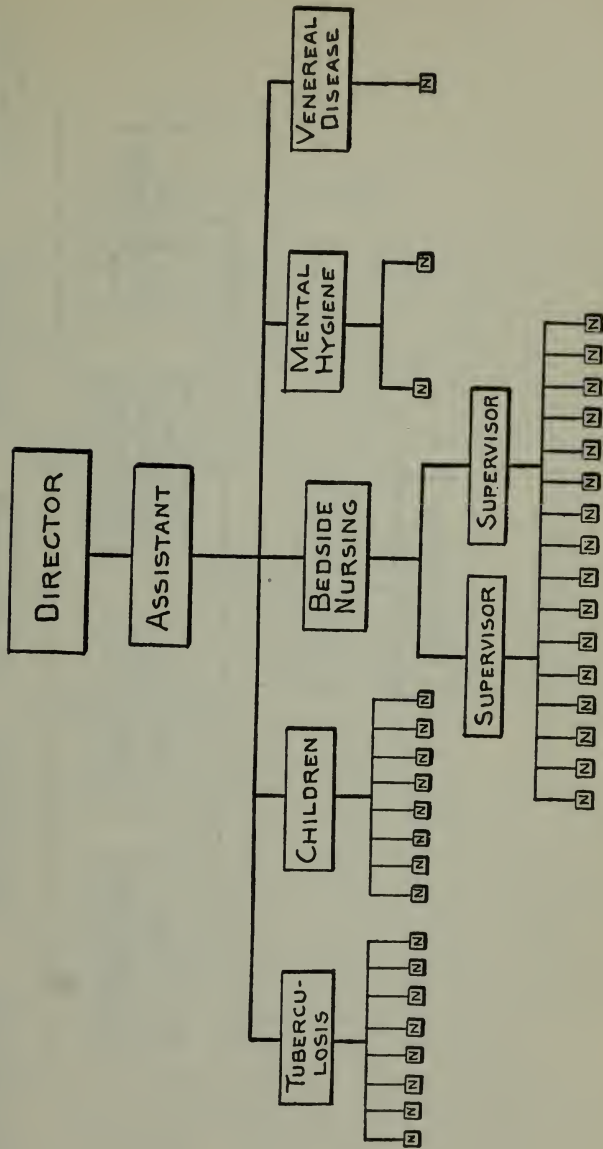 DIRECTOR
ASSISTANT
TUBERCU-
LOSIS
CHILDREN
BEDSIDE
NURSING
MENTAL
HYGIENE
VENEREAL
DISEASE
N N N N N N N N
N N N N N N N N
N N
N
SUPERVISOR
SUPERVISOR
N N N N N N N N N N N N N N N N